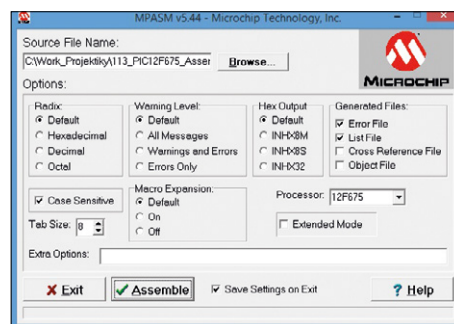 MPASM v5.44 - Microchip Technology, Inc.
Source File Name:
C:\Work_Projektiky\113_PIC12F675_Asser
Browse...
MICROCHIP
Options:
Radix:
Default
Hexadecimal
Decimal
Octal
Warning Level:
Default
All Messages
Warnings and Errors
Errors Only
Hex Output
Default
INHX8M
INHX8S
INHX32
Generated Files:
Error File
List File
Cross Reference File
Object File
Case Sensitive
Tab Size: 8
Macro Expansion:
Default
On
Off
Processor: 12F675
Extended Mode
Extra Options:
Exit
Assemble
Save Settings on Exit
? Help